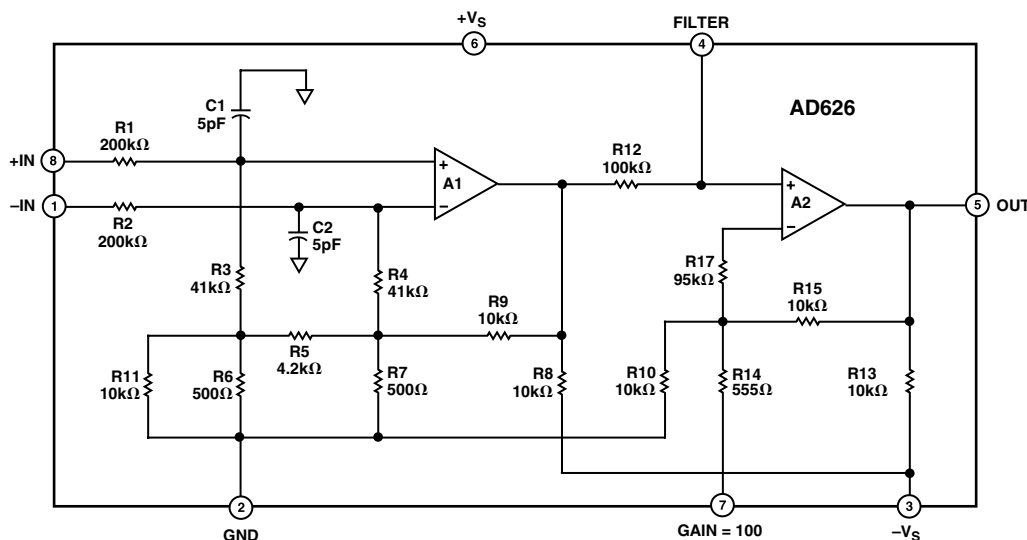 +VS
6
FILTER
4
AD626
C1
5pF
R1
200kΩ
+IN
8
+
A1
−
R12
100kΩ
+
A2
−
5
OUT
−IN
1
R2
200kΩ
C2
5pF
R3
41kΩ
R4
41kΩ
R17
95kΩ
R9
10kΩ
R15
10kΩ
R5
4.2kΩ
R11
10kΩ
R6
500Ω
R7
500Ω
R8
10kΩ
R10
10kΩ
R14
555Ω
R13
10kΩ
2
GND
7
GAIN = 100
3
−VS